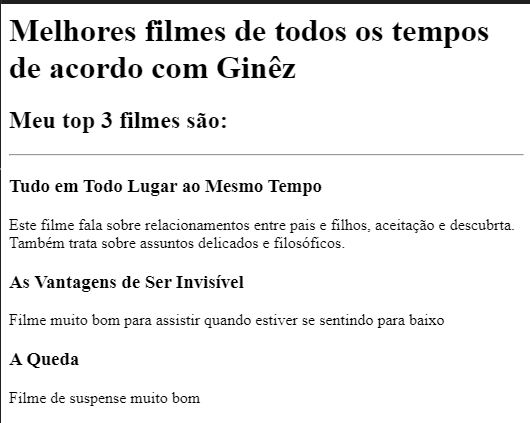 Melhores filmes de todos os tempos
de acordo com Ginêz
Meu top 3 filmes são:
Tudo em Todo Lugar ao Mesmo Tempo
Este filme fala sobre relacionamentos entre pais e filhos, aceitação e descubrta.
Também trata sobre assuntos delicados e filosóficos.
As Vantagens de Ser Invisível
Filme muito bom para assistir quando estiver se sentindo para baixo
A Queda
Filme de suspense muito bom